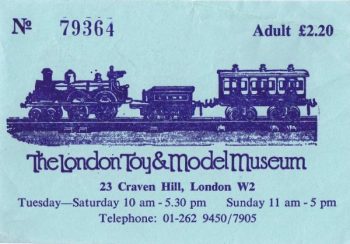 Nº 79364 Adult £2.20
The London Toy & Model Museum
23 Craven Hill, London W2
Tuesday—Saturday 10 am - 5.30 pm Sunday 11 am - 5 pm
Telephone: 01-262 9450/7905